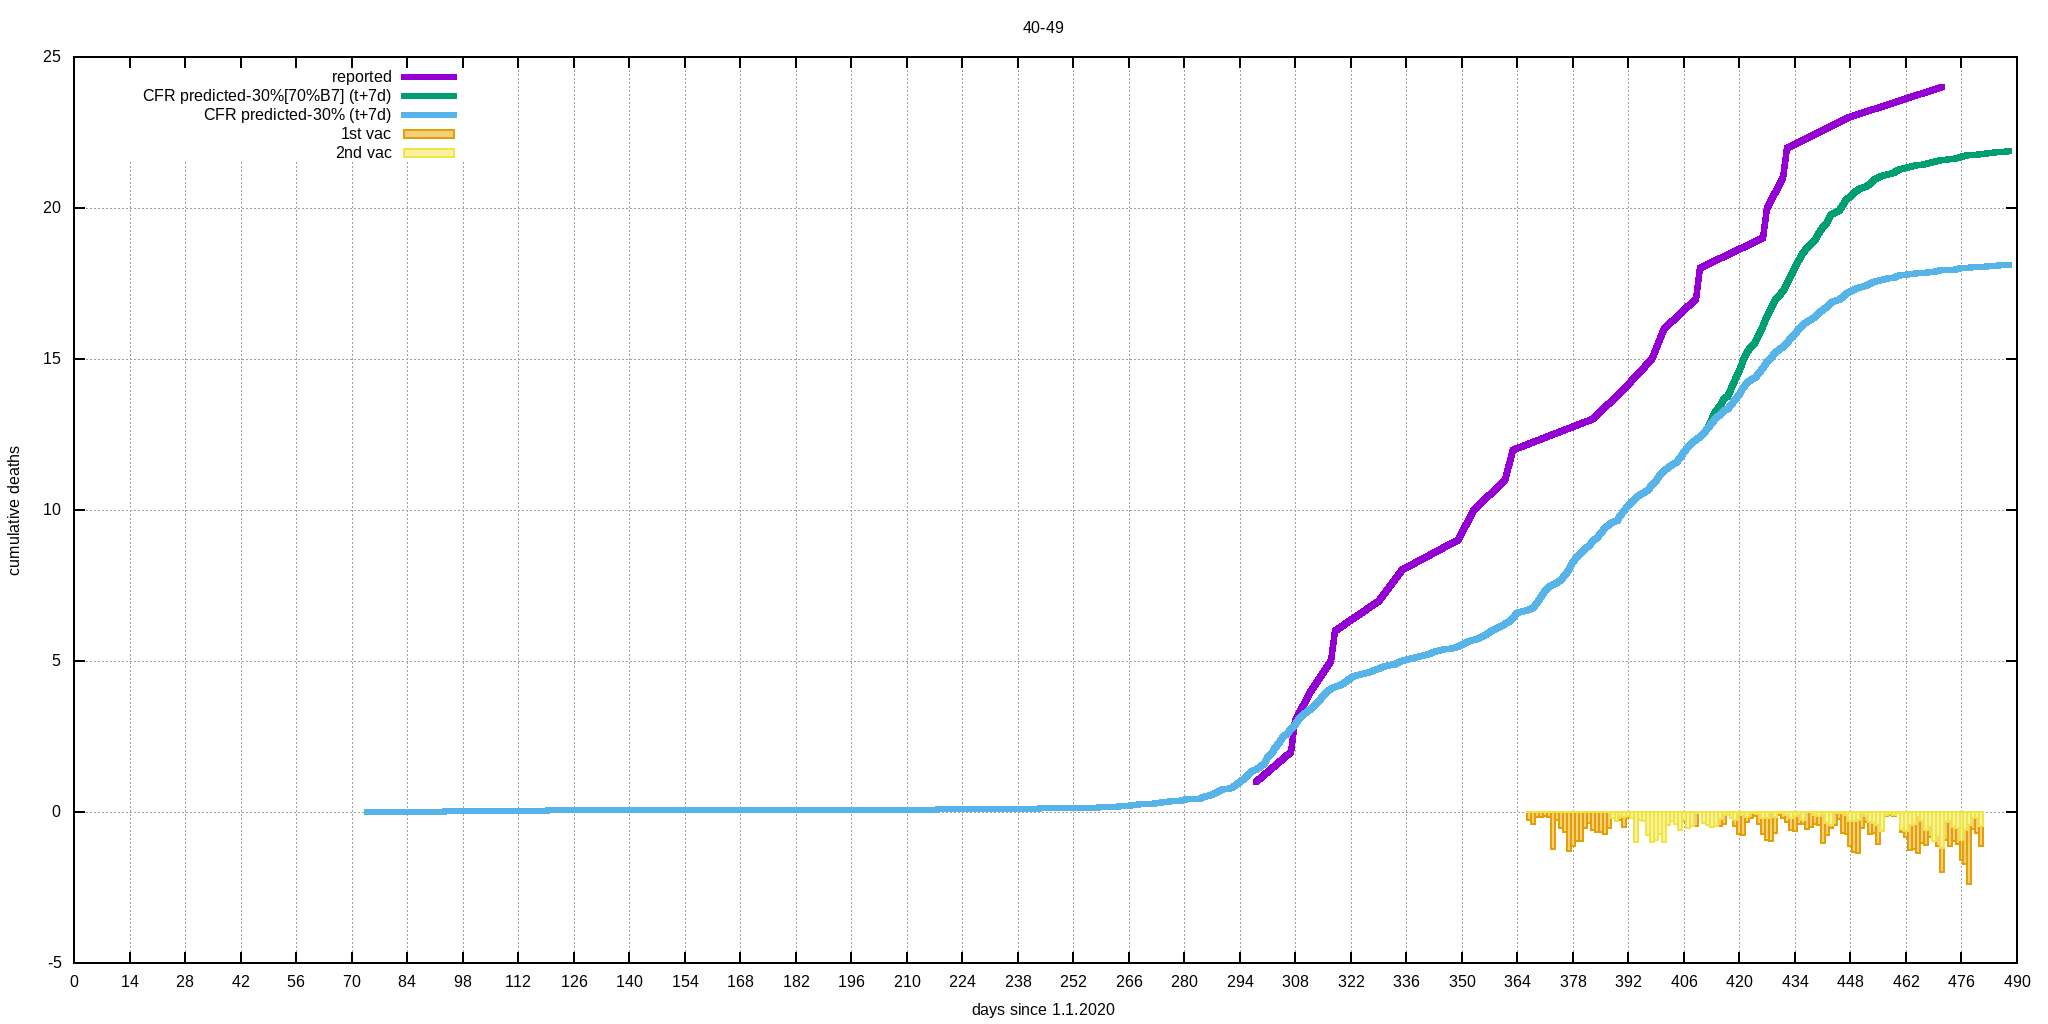 40-49
25
20
15
10
5
0
-5
cumulative deaths
reported
CFR predicted-30%[70%B7] (t+7d)
CFR predicted-30% (t+7d)
1st vac
2nd vac
0 14 28 42 56 70 84 98 112 126 140 154 168 182 196 210 224 238 252 266 280 294 308 322 336 350 364 378 392 406 420 434 448 462 476 490
days since 1.1.2020